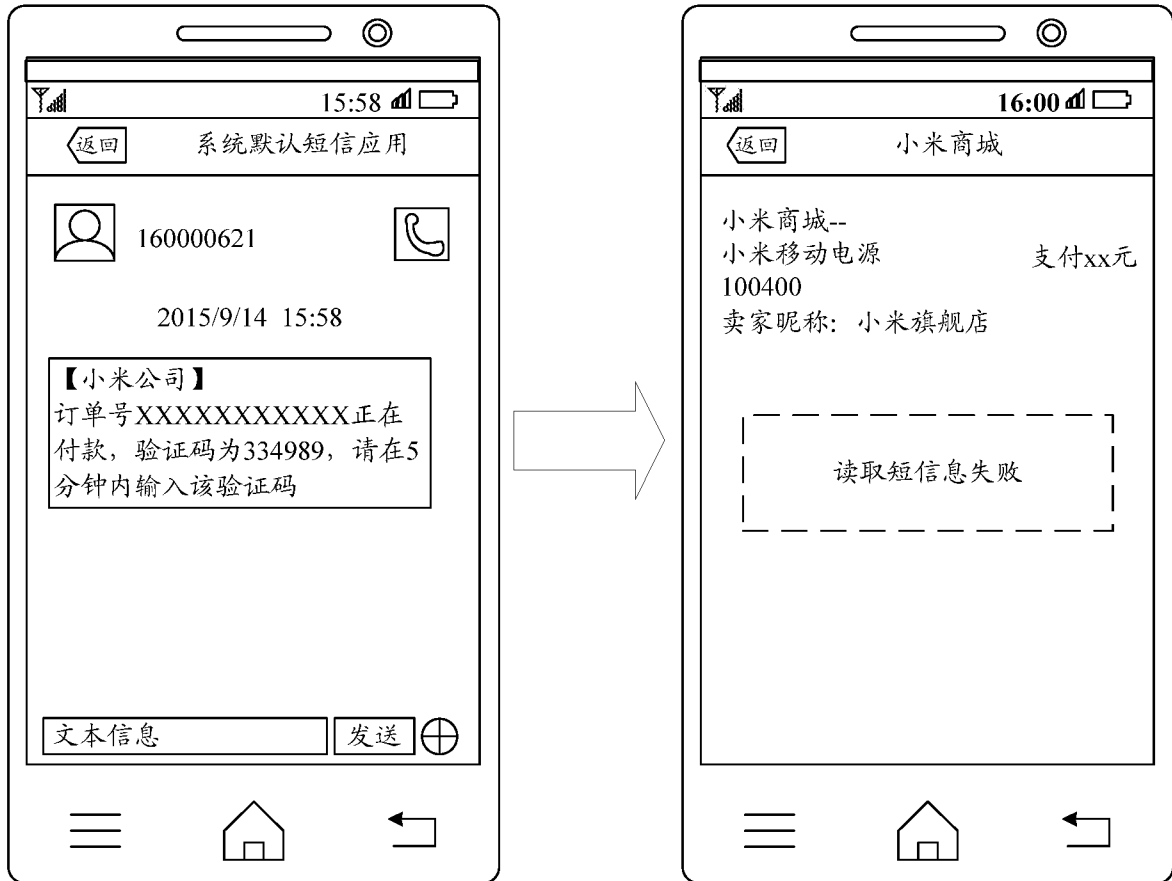 15:58
返回
系统默认短信应用
160000621
2015/9/14 15:58
【小米公司】
订单号XXXXXXXXXXX正在
付款，验证码为334989，请在5
分钟内输入该验证码
文本信息
发送
16:00
返回
小米商城
小米商城--
小米移动电源
支付xx元
100400
卖家昵称：小米旗舰店
读取短信息失败